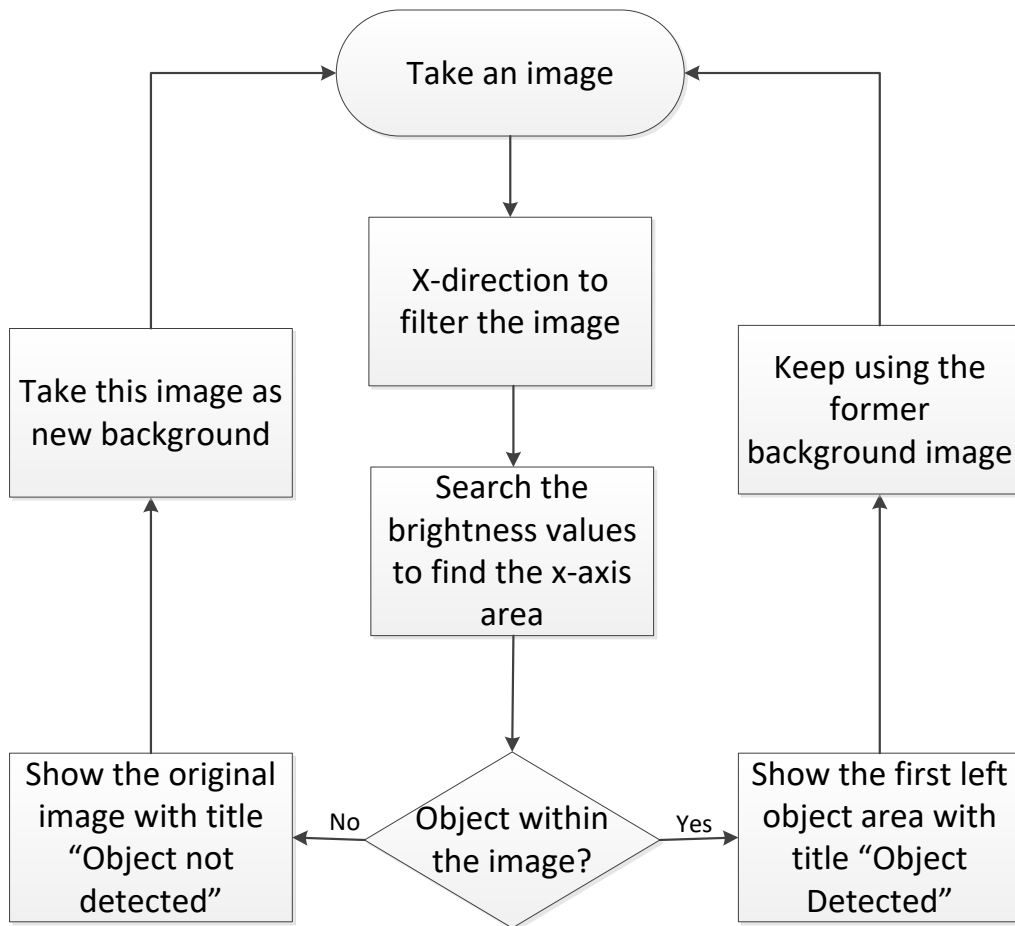 Take an image
X-direction to
filter the image
Take this image as
new background
Keep using the
former
background image
Search the
brightness values
to find the x-axis
area
Show the original
image with title
“Object not
detected”
No
Object within
the image?
Yes
Show the first left
object area with
title “Object
Detected”